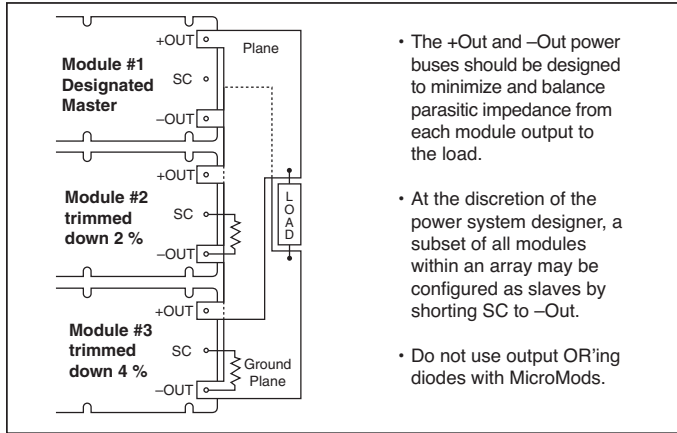 +OUT
Plane
Module #1
Designated
Master
SC
–OUT
+OUT
Module #2
trimmed
down 2 %
SC
–OUT
LOAD
+OUT
Module #3
trimmed
down 4 %
SC
–OUT
Ground
Plane
• The +Out and –Out power
buses should be designed
to minimize and balance
parasitic impedance from
each module output to
the load.
• At the discretion of the
power system designer, a
subset of all modules
within an array may be
configured as slaves by
shorting SC to –Out.
• Do not use output OR'ing
diodes with MicroMods.